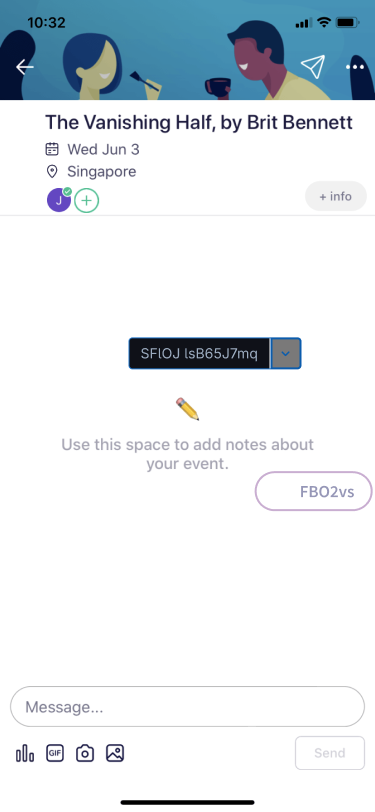 10:32
The Vanishing Half, by Brit Bennett
Wed Jun 3
Singapore
J
+ info
SFlOJ lsB65J7mq
Use this space to add notes about
your event.
FBO2vs
Message...
GIF
Send